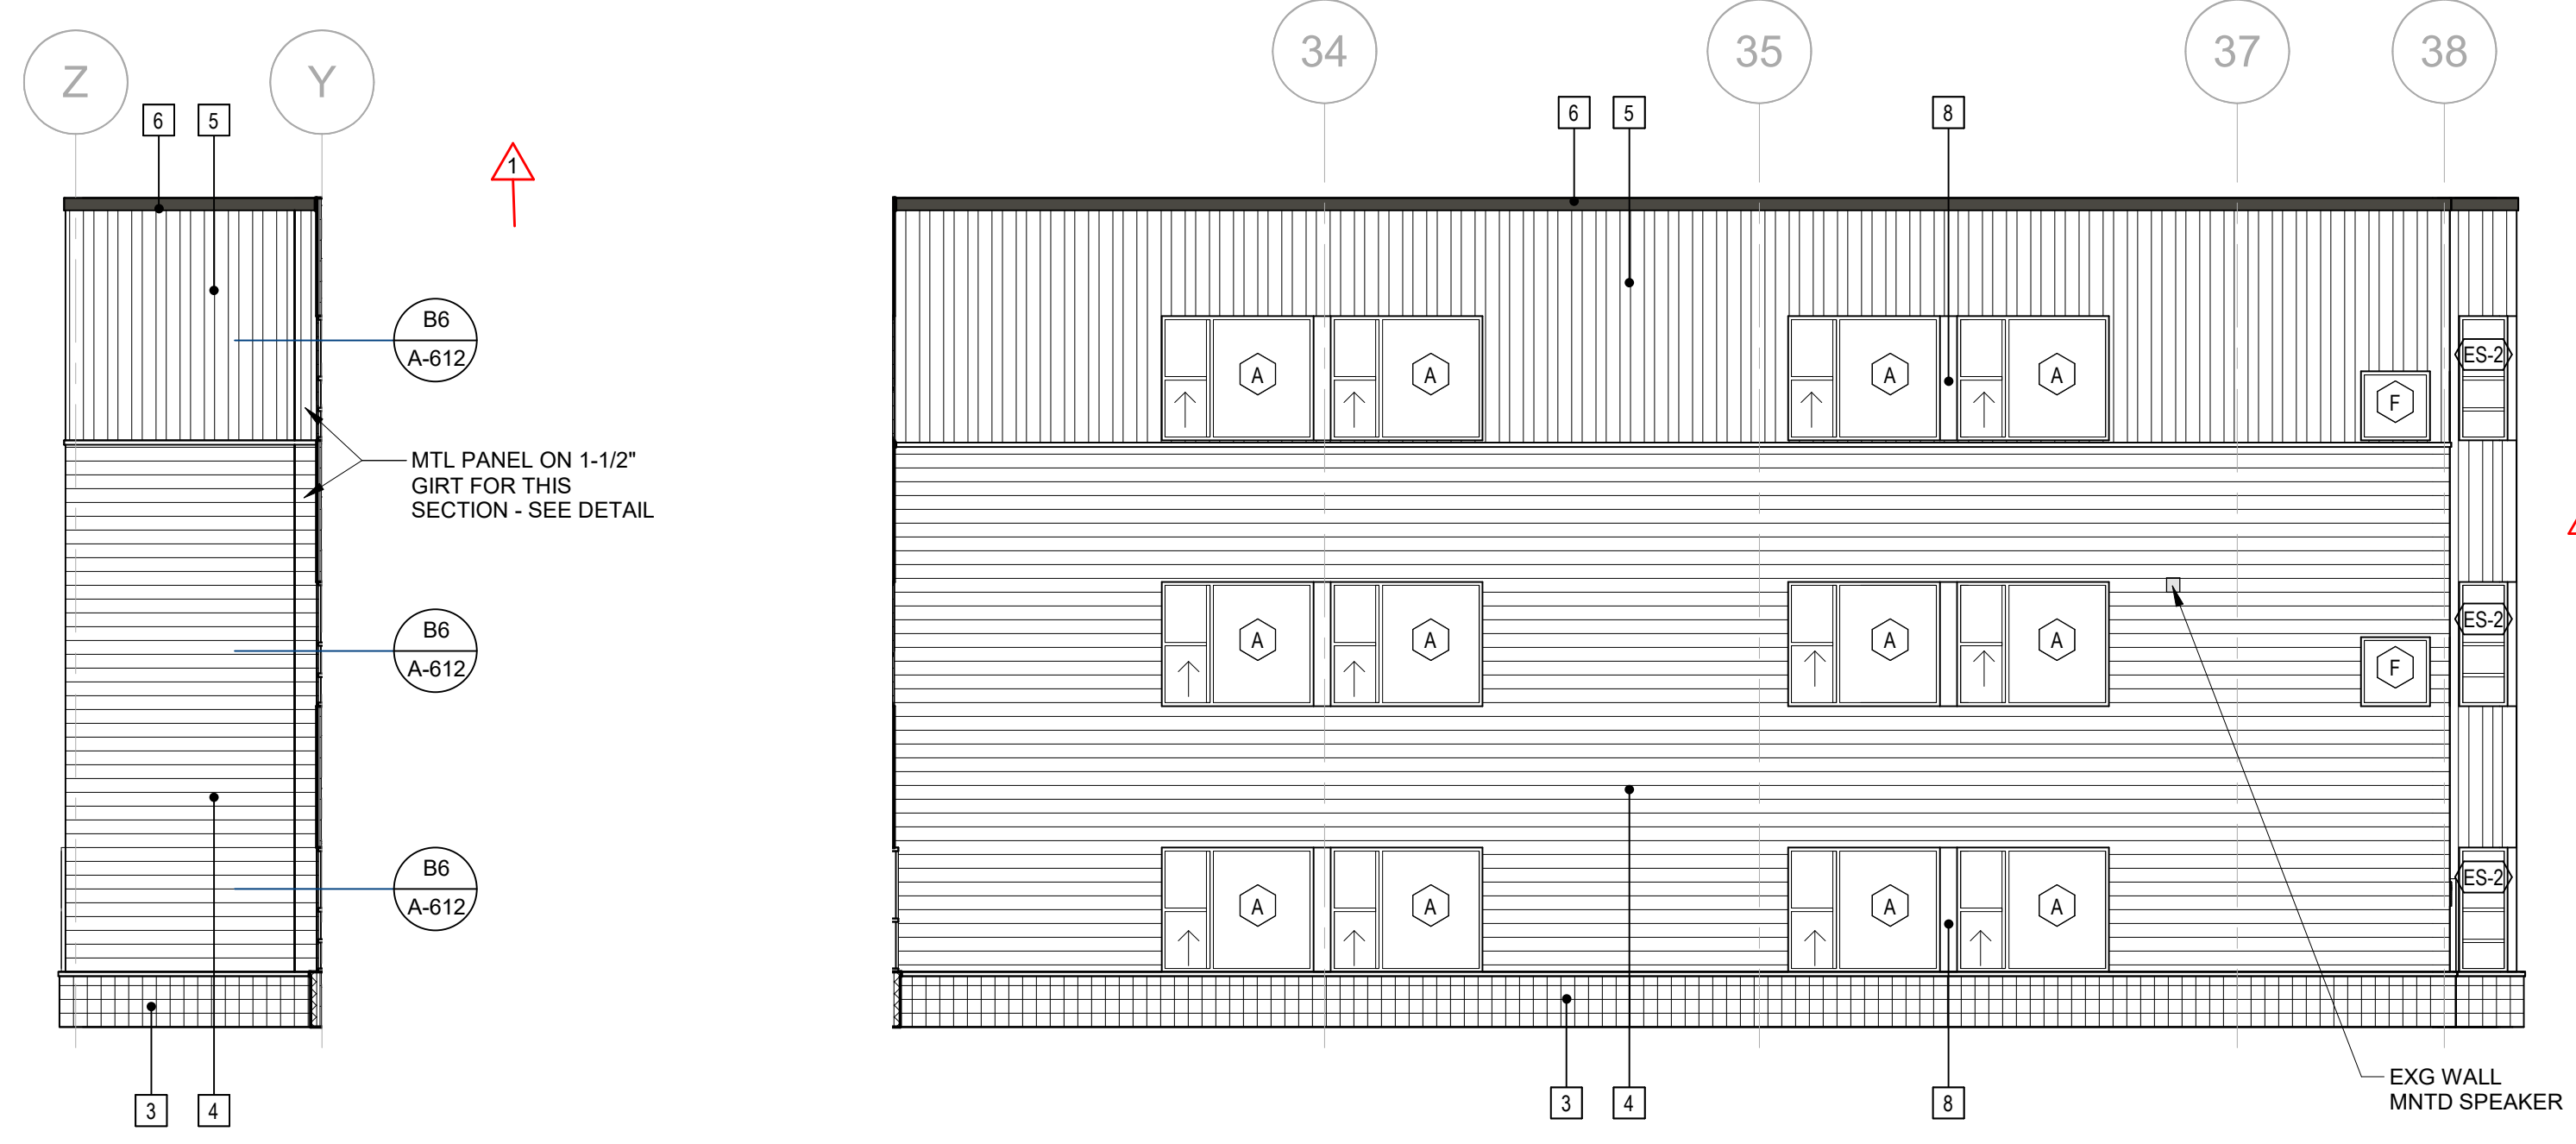 Z
Y
34
35
37
38
6
5
6
5
8
1
B6
A-612
MTL PANEL ON 1-1/2"
GIRT FOR THIS
SECTION - SEE DETAIL
B6
A-612
B6
A-612
A
A
A
A
F
ES-2
A
A
A
A
F
ES-2
A
A
A
A
ES-2
3
4
3
4
8
EXG WALL
MNTD SPEAKER